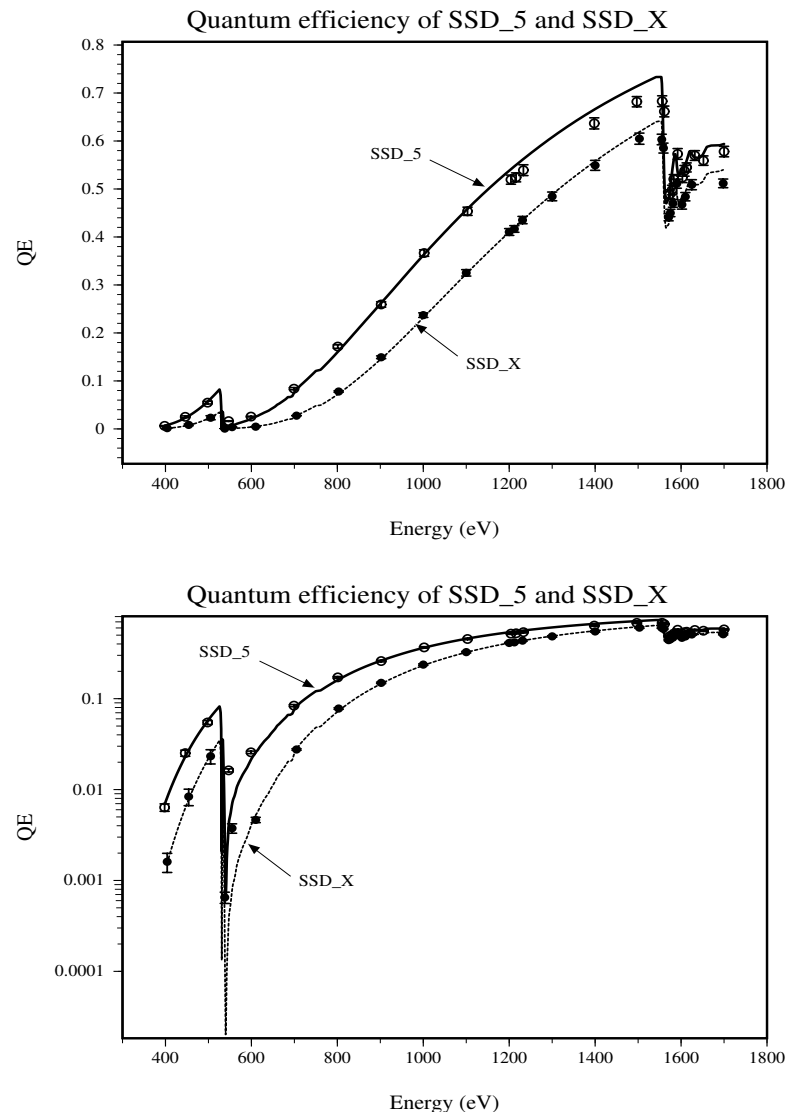 Quantum efficiency of SSD_5 and SSD_X
0.8
0.7
0.6
0.5
0.4
0.3
0.2
0.1
0
QE
SSD_5
SSD_X
400 600 800 1000 1200 1400 1600 1800
Energy (eV)
Quantum efficiency of SSD_5 and SSD_X
0.1
0.01
0.001
0.0001
QE
SSD_5
SSD_X
400 600 800 1000 1200 1400 1600 1800
Energy (eV)